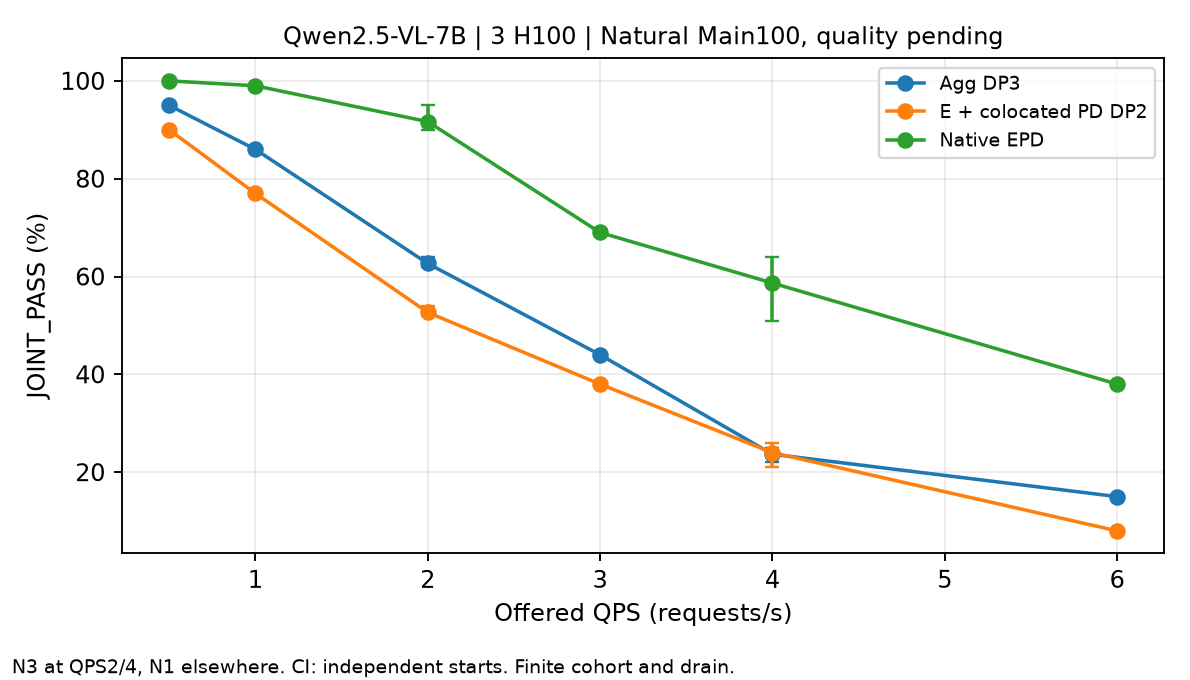 Qwen2.5-VL-7B | 3 H100 | Natural Main100, quality pending
Agg DP3
E + colocated PD DP2
Native EPD
JOINT_PASS (%)
100
80
60
40
20
1 2 3 4 5 6
Offered QPS (requests/s)
N3 at QPS2/4, N1 elsewhere. CI: independent starts. Finite cohort and drain.